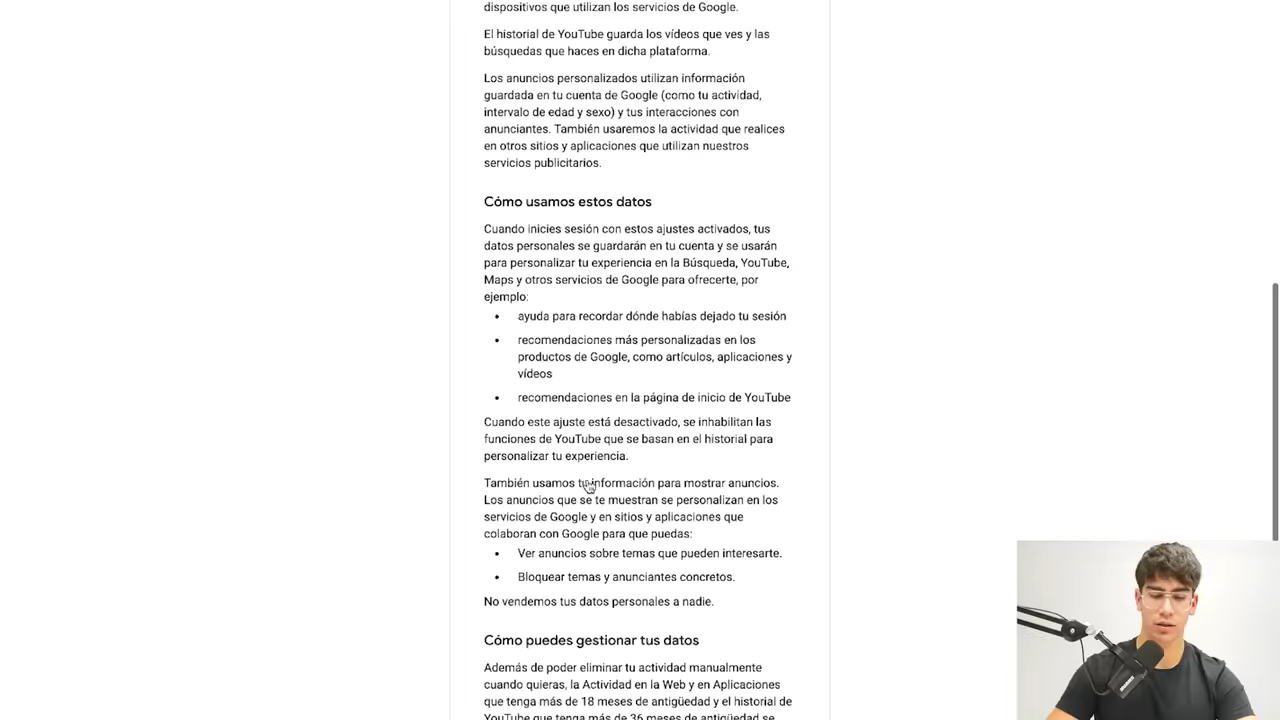 dispositivos que utilizan los servicios de Google.
El historial de YouTube guarda los vídeos que ves y las
búsquedas que haces en dicha plataforma.
Los anuncios personalizados utilizan información
guardada en tu cuenta de Google (como tu actividad,
intervalo de edad y sexo) y tus interacciones con
anunciantes. También usaremos la actividad que realices
en otros sitios y aplicaciones que utilizan nuestros
servicios publicitarios.
Cómo usamos estos datos
Cuando inicies sesión con estos ajustes activados, tus
datos personales se guardarán en tu cuenta y se usarán
para personalizar tu experiencia en la Búsqueda, YouTube,
Maps y otros servicios de Google para ofrecerte, por
ejemplo:
• ayuda para recordar dónde habías dejado tu sesión
• recomendaciones más personalizadas en los
productos de Google, como artículos, aplicaciones y
vídeos
• recomendaciones en la página de inicio de YouTube
Cuando este ajuste está desactivado, se inhabilitan las
funciones de YouTube que se basan en el historial para
personalizar tu experiencia.
También usamos tu información para mostrar anuncios.
Los anuncios que se te muestran se personalizan en los
servicios de Google y en sitios y aplicaciones que
colaboran con Google para que puedas:
• Ver anuncios sobre temas que pueden interesarte.
• Bloquear temas y anunciantes concretos.
No vendemos tus datos personales a nadie.
Cómo puedes gestionar tus datos
Además de poder eliminar tu actividad manualmente
cuando quieras, la Actividad en la Web y en Aplicaciones
que tenga más de 18 meses de antigüedad y el historial de
YouTube que tenga más de 36 meses de antigüedad se